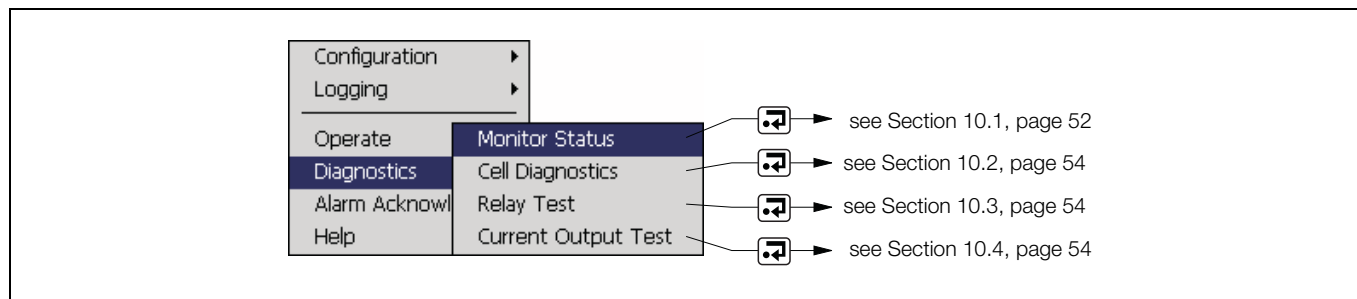 Configuration
Logging
Operate
Diagnostics
Alarm Acknowl
Help
Monitor Status
Cell Diagnostics
Relay Test
Current Output Test
see Section 10.1, page 52
see Section 10.2, page 54
see Section 10.3, page 54
see Section 10.4, page 54